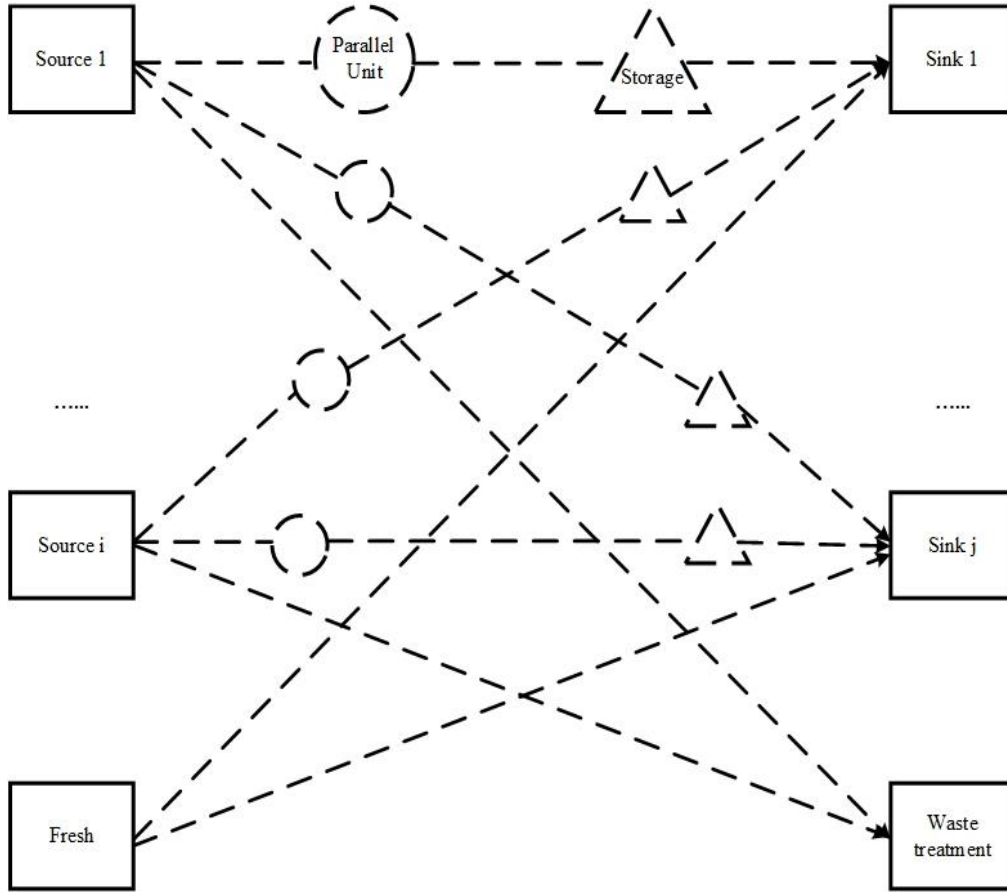 Source 1
Parallel
Unit
Storage
Sink 1
…...
…...
Source i
Sink j
Fresh
Waste
treatment